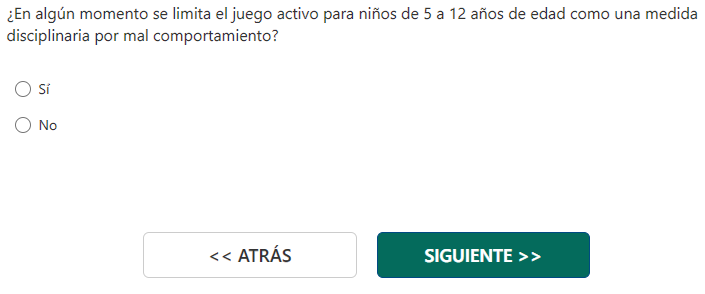 ¿En algún momento se limita el juego activo para niños de 5 a 12 años de edad como una medida
disciplinaria por mal comportamiento?
Sí
No
<< ATRÁS
SIGUIENTE >>